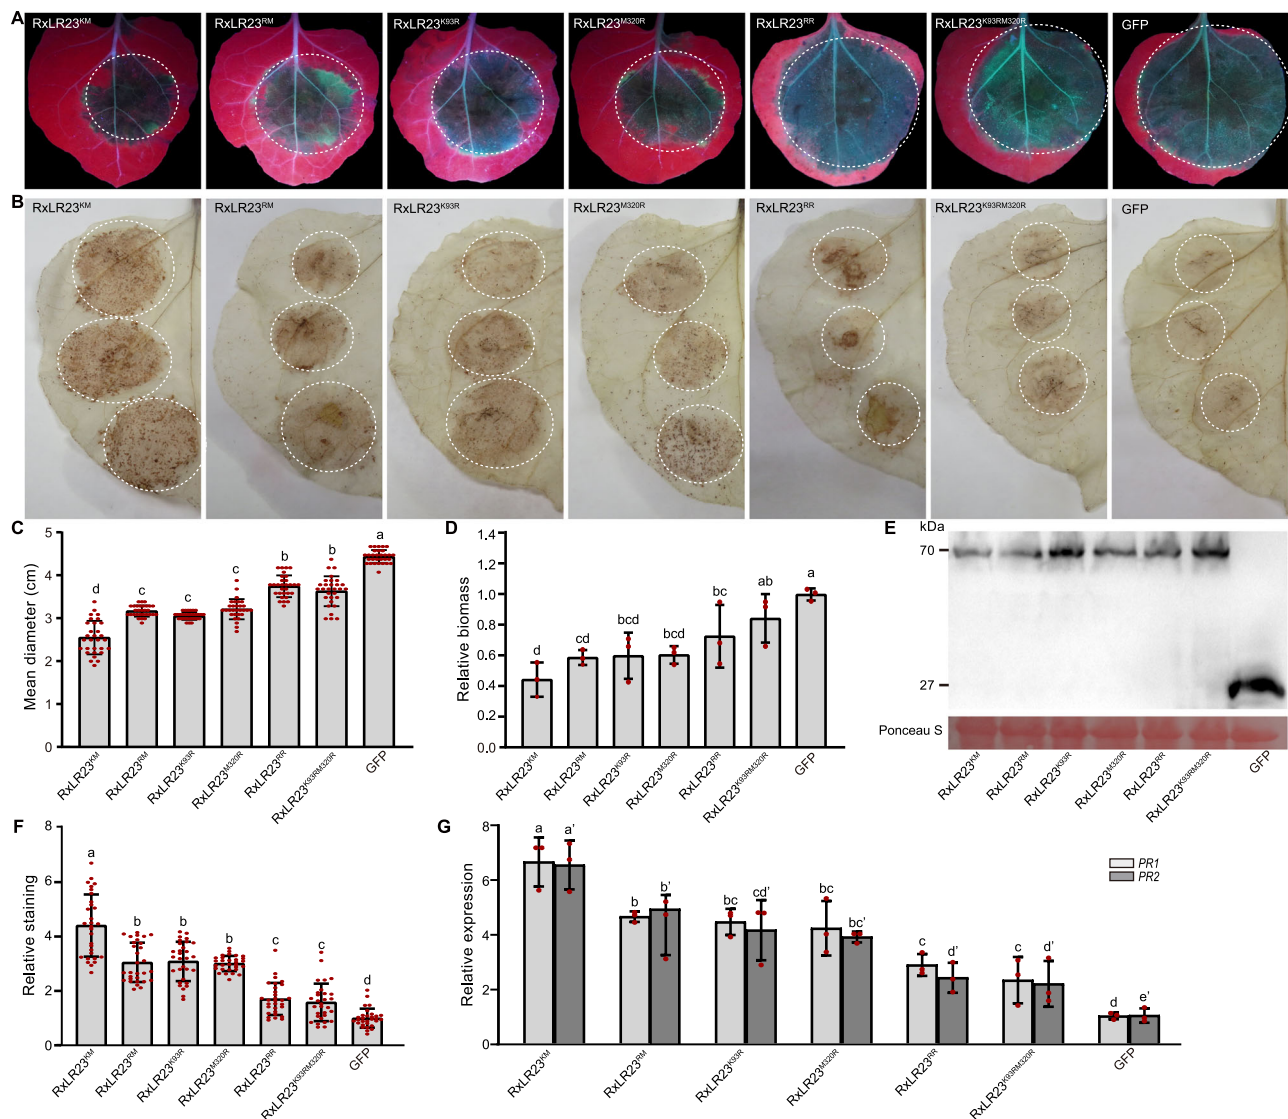 A
RxLR23ᴷᴹ
RxLR23ᴿᴹ
RxLR23ᴷ⁹³ᴿ
RxLR23ᴹ³²⁰ᴿ
RxLR23ᴿᴿ
RxLR23ᴷ⁹³ᴿᴹ³²⁰ᴿ
GFP
B
RxLR23ᴷᴹ
RxLR23ᴿᴹ
RxLR23ᴷ⁹³ᴿ
RxLR23ᴹ³²⁰ᴿ
RxLR23ᴿᴿ
RxLR23ᴷ⁹³ᴿᴹ³²⁰ᴿ
GFP
C
Mean diameter (cm)
5
4
3
2
1
0
d
c
c
c
b
b
a
RxLR23ᴷᴹ
RxLR23ᴿᴹ
RxLR23ᴷ⁹³ᴿ
RxLR23ᴹ³²⁰ᴿ
RxLR23ᴿᴿ
RxLR23ᴷ⁹³ᴿᴹ³²⁰ᴿ
GFP
D
Relative biomass
1.4
1.2
1.0
0.8
0.6
0.4
0.2
0.0
d
cd
bcd
bcd
bc
ab
a
RxLR23ᴷᴹ
RxLR23ᴿᴹ
RxLR23ᴷ⁹³ᴿ
RxLR23ᴹ³²⁰ᴿ
RxLR23ᴿᴿ
RxLR23ᴷ⁹³ᴿᴹ³²⁰ᴿ
GFP
E
kDa
70
27
Ponceau S
RxLR23ᴷᴹ
RxLR23ᴿᴹ
RxLR23ᴷ⁹³ᴿ
RxLR23ᴹ³²⁰ᴿ
RxLR23ᴿᴿ
RxLR23ᴷ⁹³ᴿᴹ³²⁰ᴿ
GFP
F
Relative staining
8
6
4
2
0
a
b
b
b
c
c
d
RxLR23ᴷᴹ
RxLR23ᴿᴹ
RxLR23ᴷ⁹³ᴿ
RxLR23ᴹ³²⁰ᴿ
RxLR23ᴿᴿ
RxLR23ᴷ⁹³ᴿᴹ³²⁰ᴿ
GFP
G
Relative expression
8
6
4
2
0
a a'
b b'
bc cd'
bc bc'
c d'
c d'
d e'
PR1
PR2
RxLR23ᴷᴹ
RxLR23ᴿᴹ
RxLR23ᴷ⁹³ᴿ
RxLR23ᴹ³²⁰ᴿ
RxLR23ᴿᴿ
RxLR23ᴷ⁹³ᴿᴹ³²⁰ᴿ
GFP